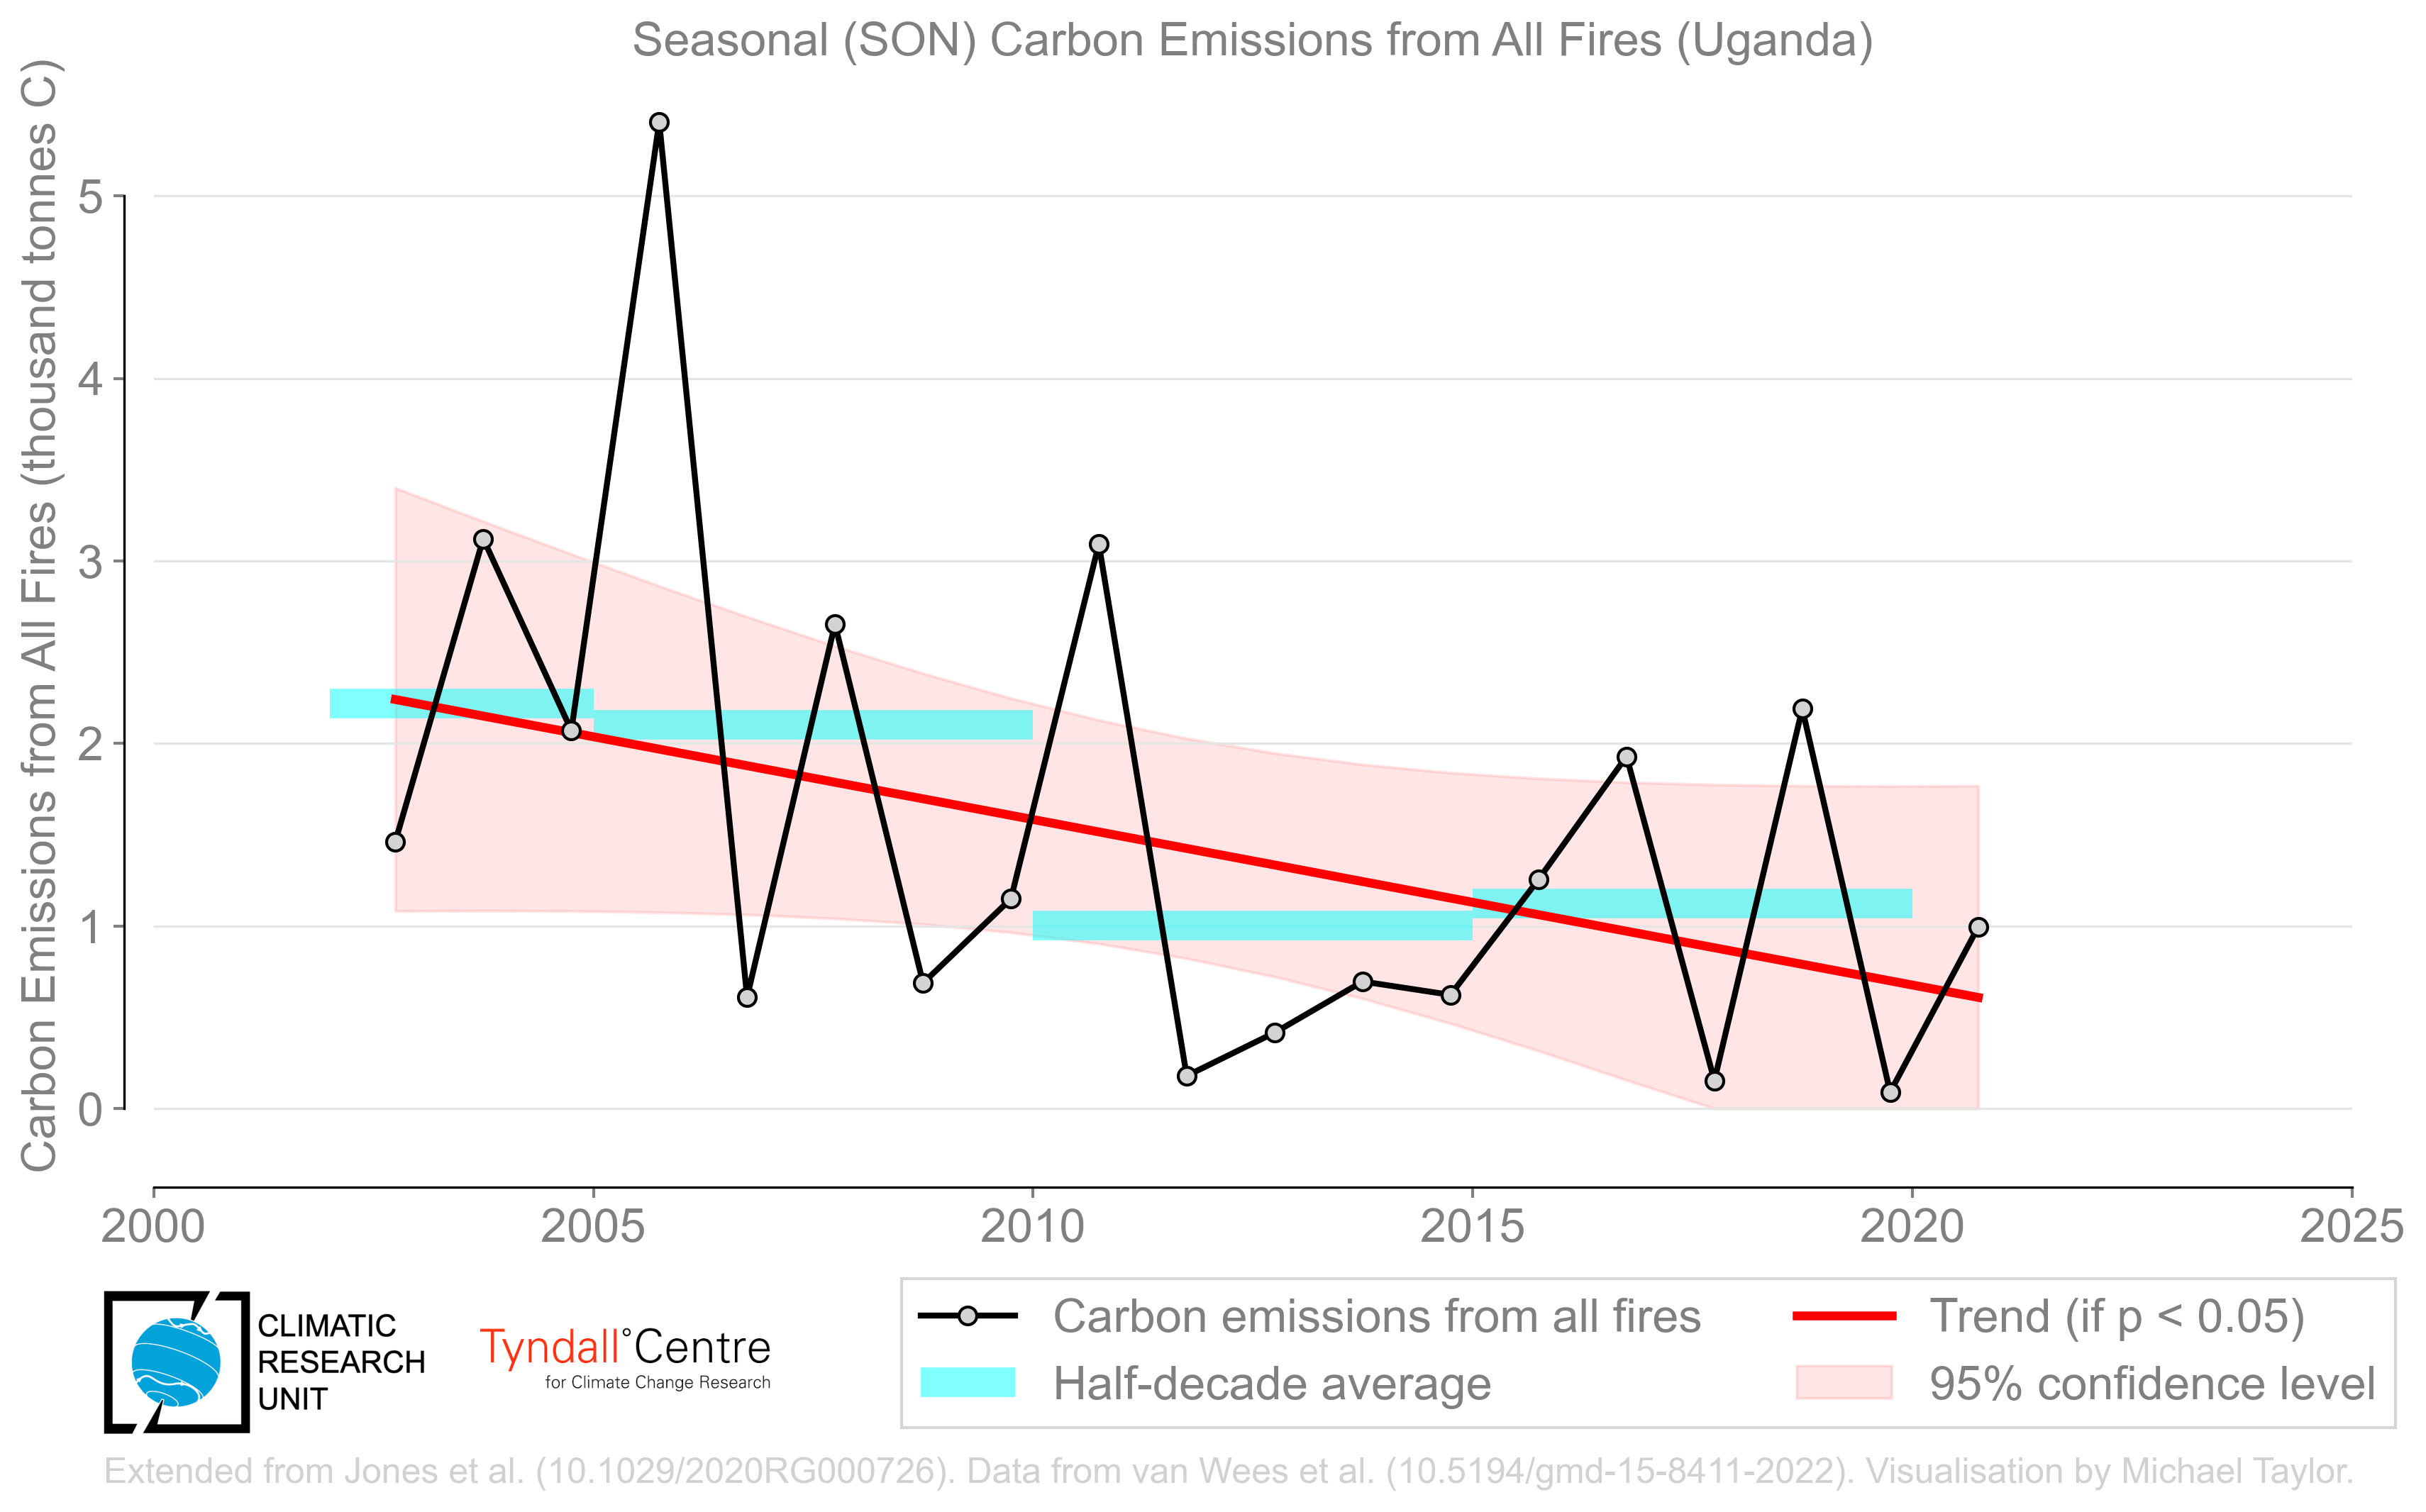 Seasonal (SON) Carbon Emissions from All Fires (Uganda)
Carbon Emissions from All Fires (thousand tonnes C)
5
4
3
2
1
0
2000 2005 2010 2015 2020 2025
CLIMATIC
RESEARCH
UNIT
Tyndall°Centre
for Climate Change Research
Carbon emissions from all fires
Half-decade average
Trend (if p < 0.05)
95% confidence level
Extended from Jones et al. (10.1029/2020RG000726). Data from van Wees et al. (10.5194/gmd-15-8411-2022). Visualisation by Michael Taylor.